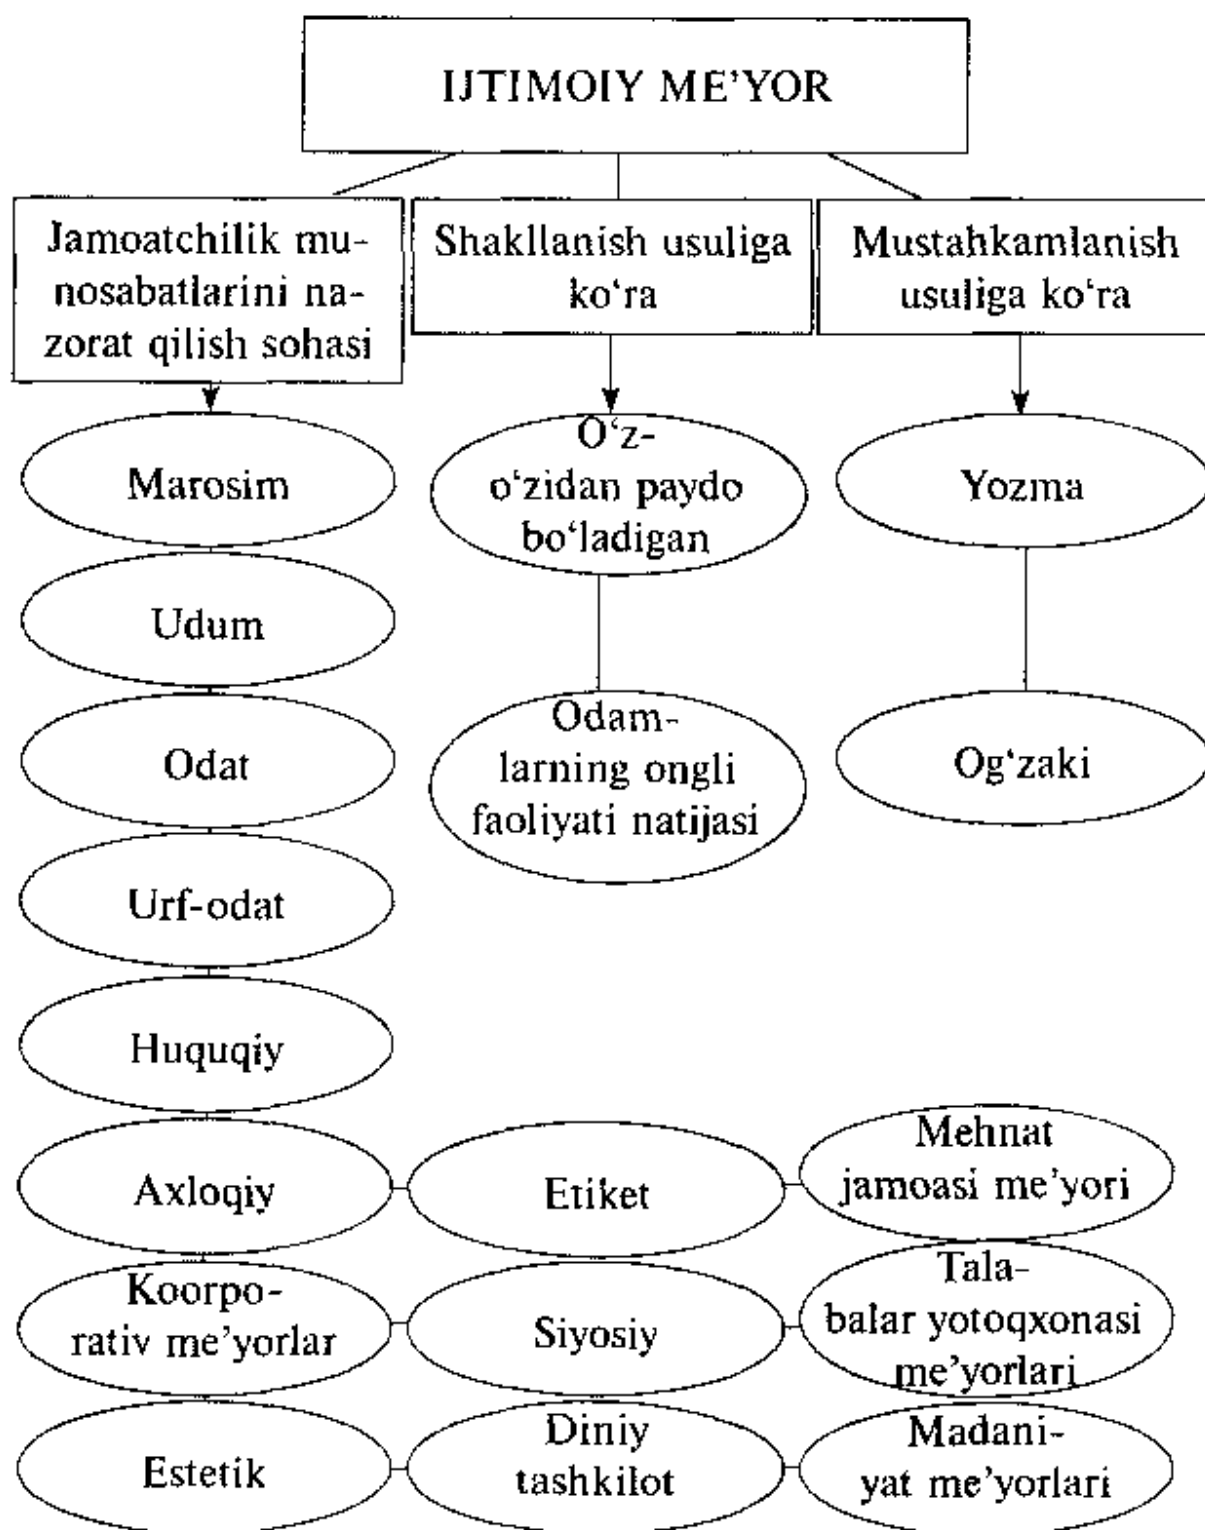 IJTIMOIY ME’YOR
Jamoatchilik mu-
nosabatlarini na-
zorat qilish sohasi
Shakllanish usuliga
ko‘ra
Mustahkamlanish
usuliga ko‘ra
Marosim
Udum
Odat
Urf-odat
Huquqiy
O‘z-
o‘zidan paydo
bo‘ladigan
Odam-
larning ongli
faoliyati natijasi
Yozma
Og‘zaki
Axloqiy
Etiket
Mehnat
jamoasi me’yori
Koorpo-
rativ me’yorlar
Siyosiy
Tala-
balar yotoqxonasi
me’yorlari
Estetik
Diniy
tashkilot
Madani-
yat me’yorlari